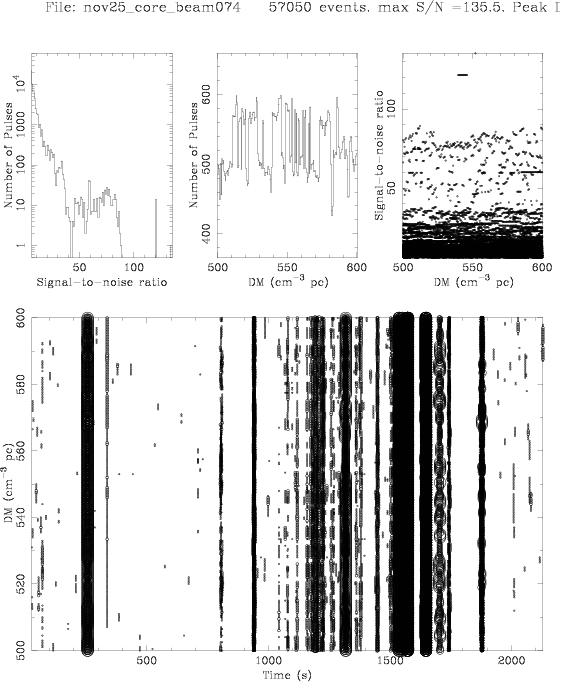 File: nov25_core_beam074 57050 events. max S/N =135.5. Peak
Number of Pulses
10⁴
1000
100
10
1
50 100
Signal-to-noise ratio
Number of Pulses
600
500
400
500 550 600
DM (cm⁻³ pc)
Signal-to-noise ratio
100
50
500 550 600
DM (cm⁻³ pc)
DM (cm⁻³ pc)
600
580
560
540
520
500
500 1000 1500 2000
Time (s)